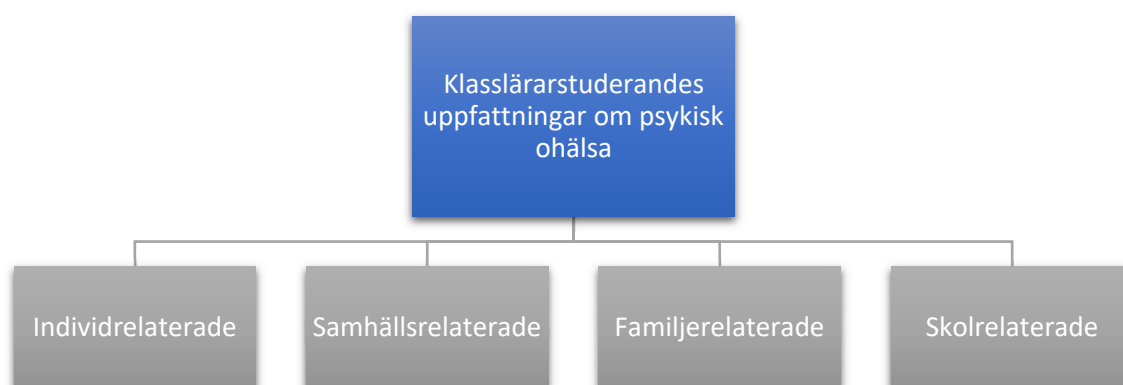 Klasslärarstuderandes
uppfattningar om psykisk
ohälsa
Individrelaterade
Samhällsrelaterade
Familjerelaterade
Skolrelaterade